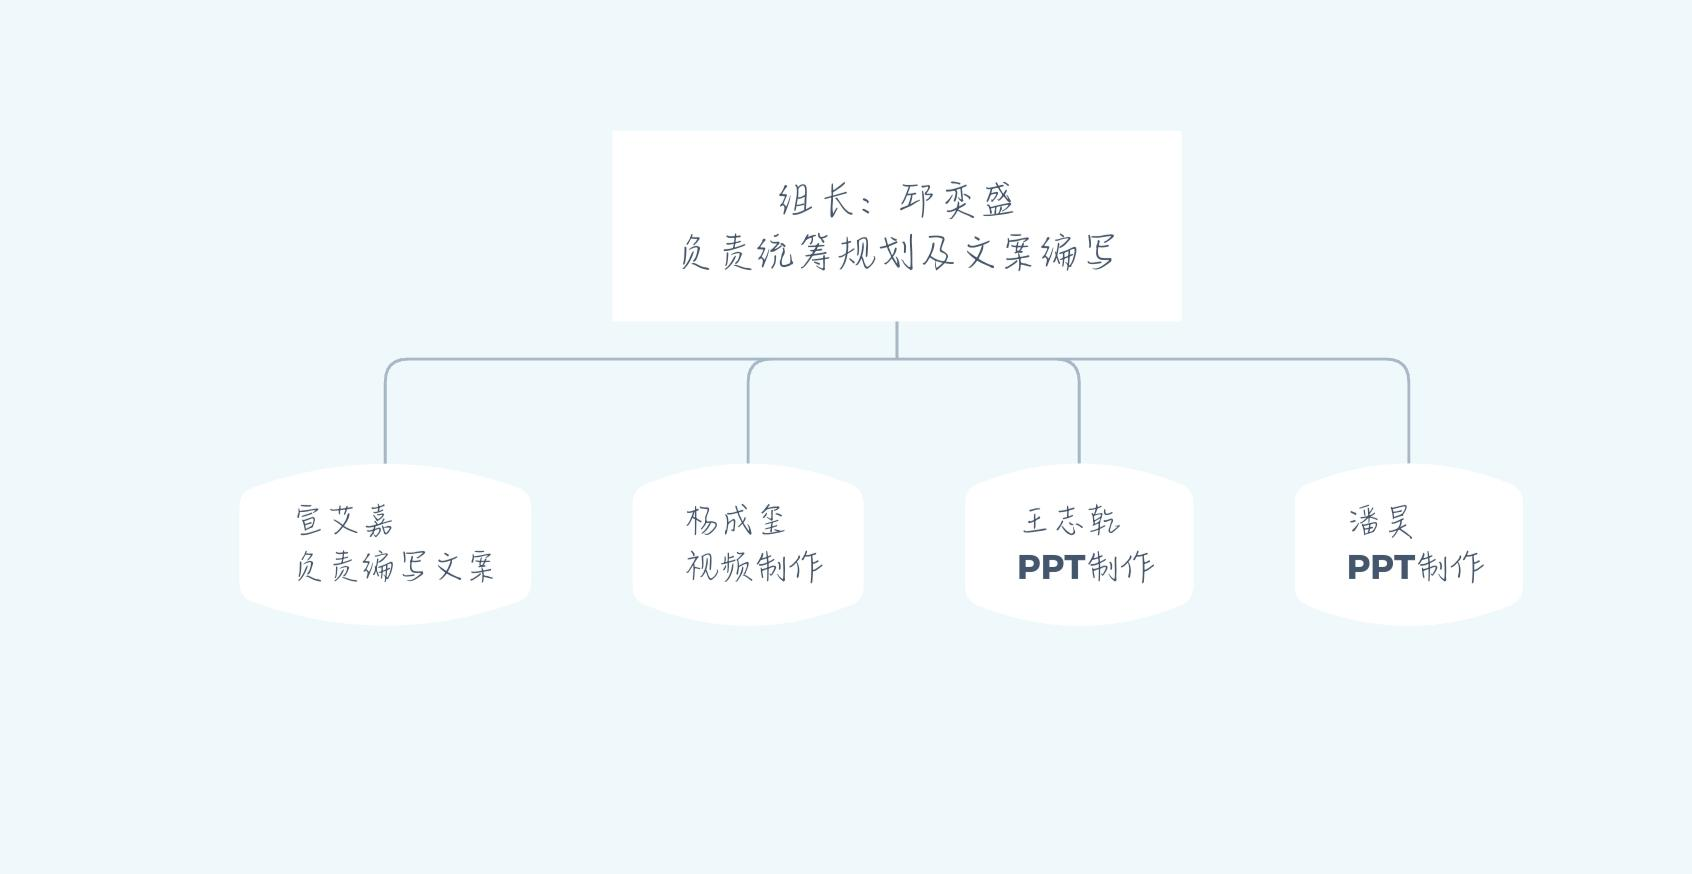 组长：邱奕盛
负责统筹规划及文案编写
宣艾嘉
负责编写文案
杨成玺
视频制作
王志乾
PPT制作
潘昊
PPT制作